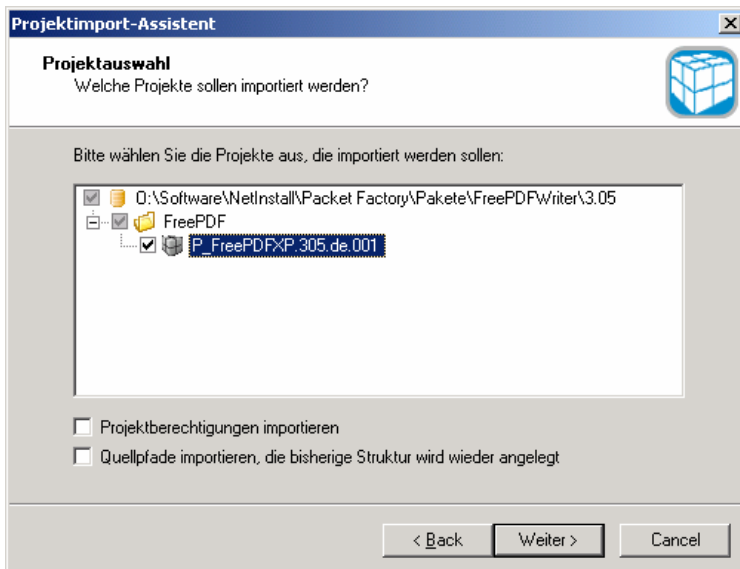 Projektimport-Assistent
Projektauswahl
Welche Projekte sollen importiert werden?
Bitte wählen Sie die Projekte aus, die importiert werden sollen:
O:\Software\NetInstall\Packet Factory\Pakete\FreePDFWriter\3.05
FreePDF
P_FreePDFXP.305.de.001
Projektberechtigungen importieren
Quellpfade importieren, die bisherige Struktur wird wieder angelegt
< Back Weiter > Cancel